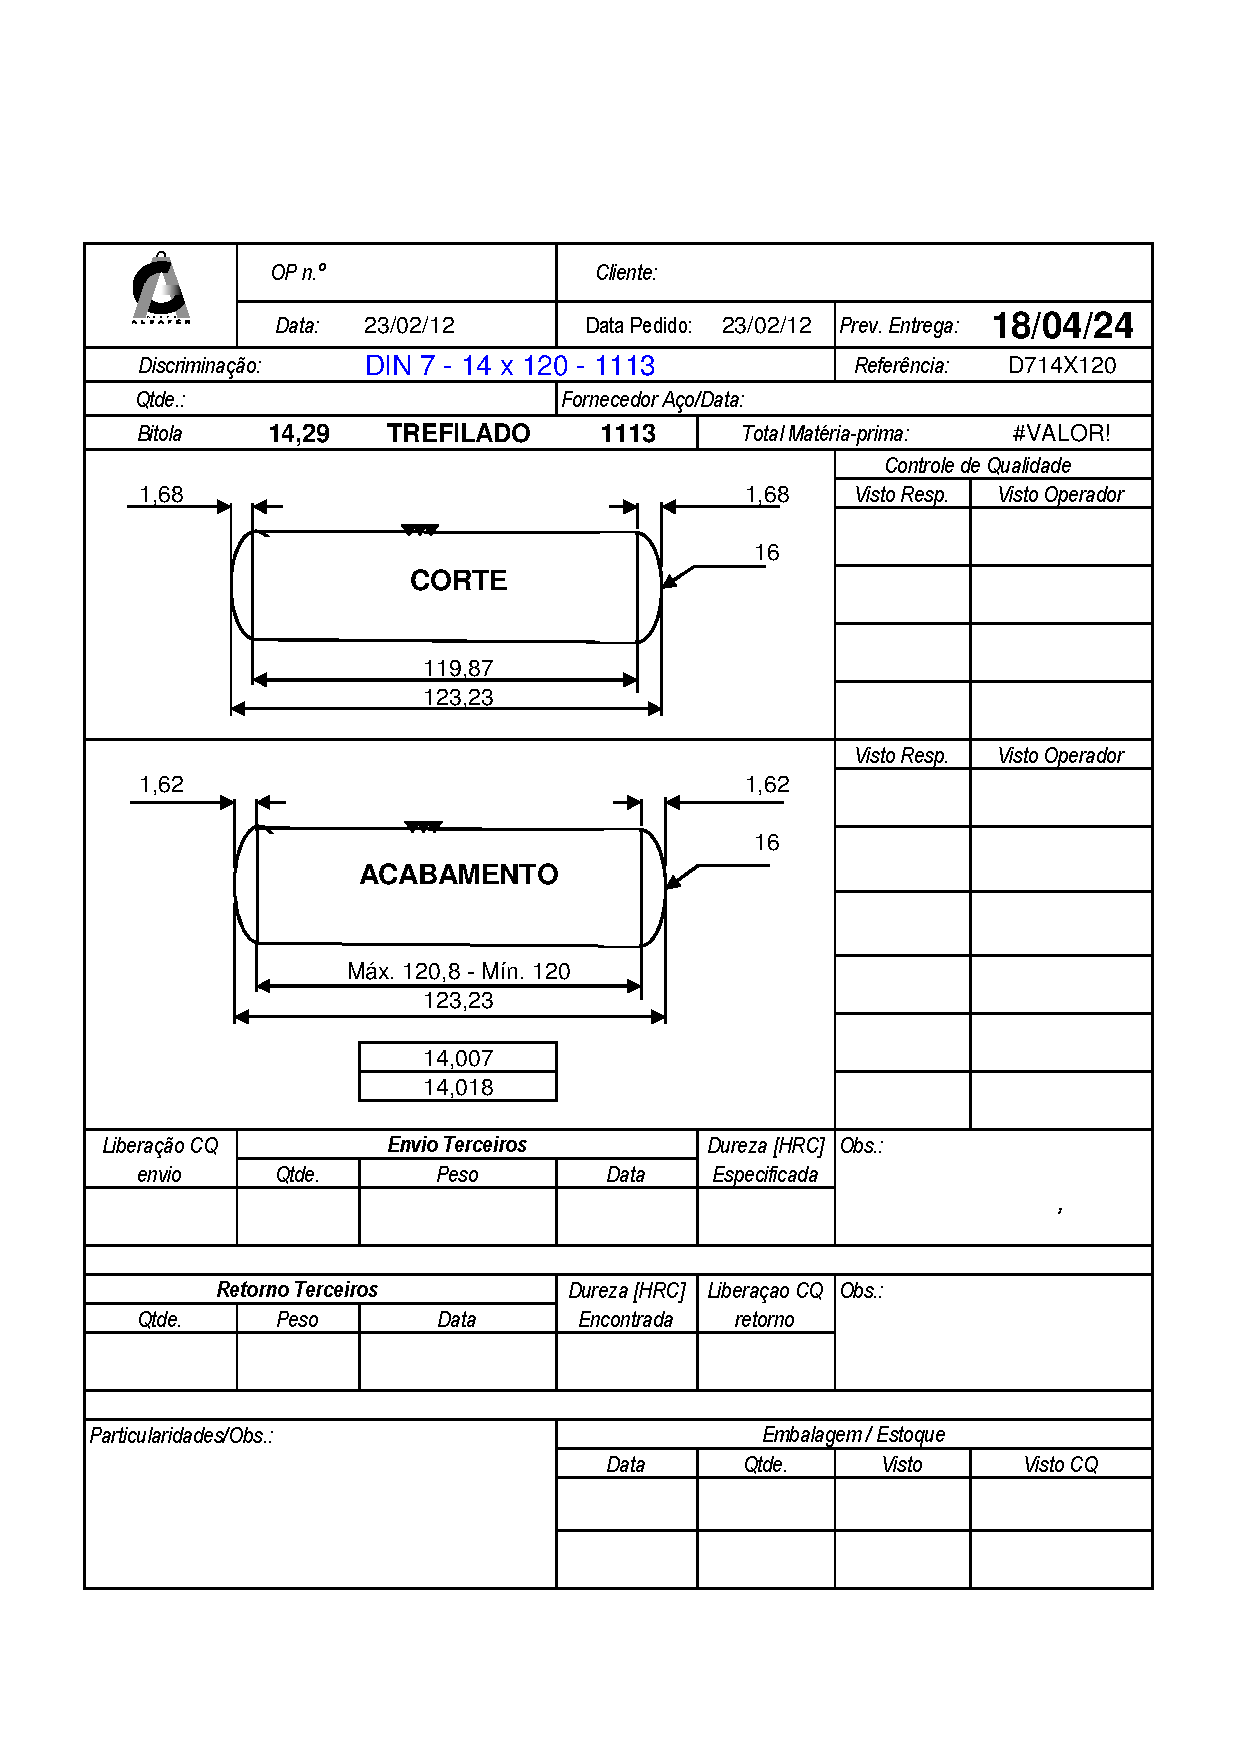 ALPAFER
OP n.º
Cliente:
Data: 23/02/12 Data Pedido: 23/02/12 Prev. Entrega: 18/04/24
Discriminação: DIN 7 - 14 x 120 - 1113 Referência: D714X120
Qtde.: Fornecedor Aço/Data:
Bitola 14,29 TREFILADO 1113 Total Matéria-prima: #VALOR!
Controle de Qualidade
1,68 1,68 Visto Resp. Visto Operador
16
CORTE
119,87
123,23
Visto Resp. Visto Operador
1,62 1,62
16
ACABAMENTO
Máx. 120,8 - Mín. 120
123,23
14,007
14,018
Liberação CQ Envio Terceiros Dureza [HRC] Obs.:
envio Qtde. Peso Data Especificada
,
Retorno Terceiros Dureza [HRC] Liberaçao CQ Obs.:
Qtde. Peso Data Encontrada retorno
Particularidades/Obs.: Embalagem / Estoque
Data Qtde. Visto Visto CQ